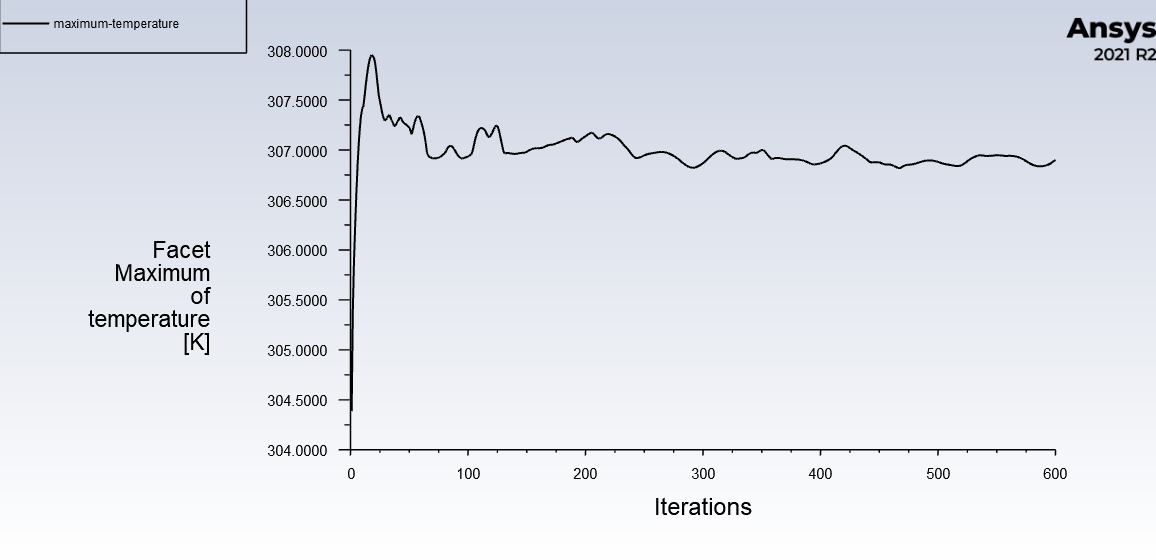 maximum-temperature
Ansys
2021 R2
308.0000
307.5000
307.0000
306.5000
306.0000
305.5000
305.0000
304.5000
304.0000
Facet
Maximum
of
temperature
[K]
0 100 200 300 400 500 600
Iterations